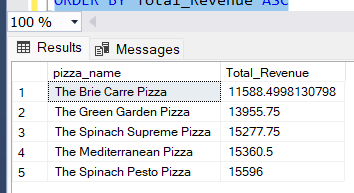 ORDER BY Total_Revenue ASC
100 %
Results Messages
pizza_name Total_Revenue
1 The Brie Carre Pizza 11588.4998130798
2 The Green Garden Pizza 13955.75
3 The Spinach Supreme Pizza 15277.75
4 The Mediterranean Pizza 15360.5
5 The Spinach Pesto Pizza 15596